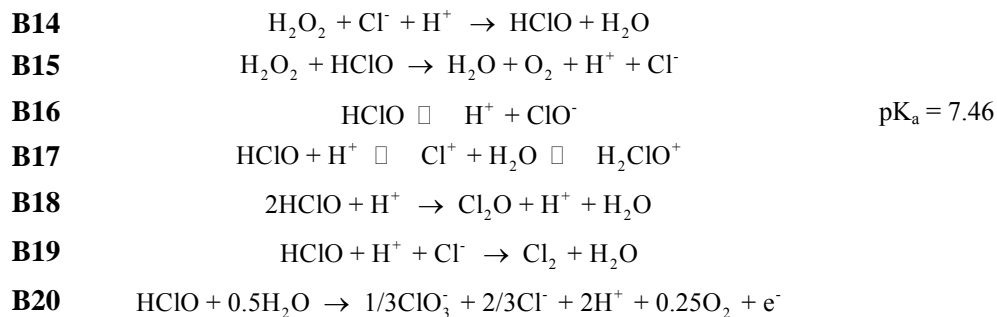 B14 H₂O₂ + Cl⁻ + H⁺ → HClO + H₂O
B15 H₂O₂ + HClO → H₂O + O₂ + H⁺ + Cl⁻
B16 HClO □ H⁺ + ClO⁻ pKₐ = 7.46
B17 HClO + H⁺ □ Cl⁺ + H₂O □ H₂ClO⁺
B18 2HClO + H⁺ → Cl₂O + H⁺ + H₂O
B19 HClO + H⁺ + Cl⁻ → Cl₂ + H₂O
B20 HClO + 0.5H₂O → 1/3ClO₃⁻ + 2/3Cl⁻ + 2H⁺ + 0.25O₂ + e⁻